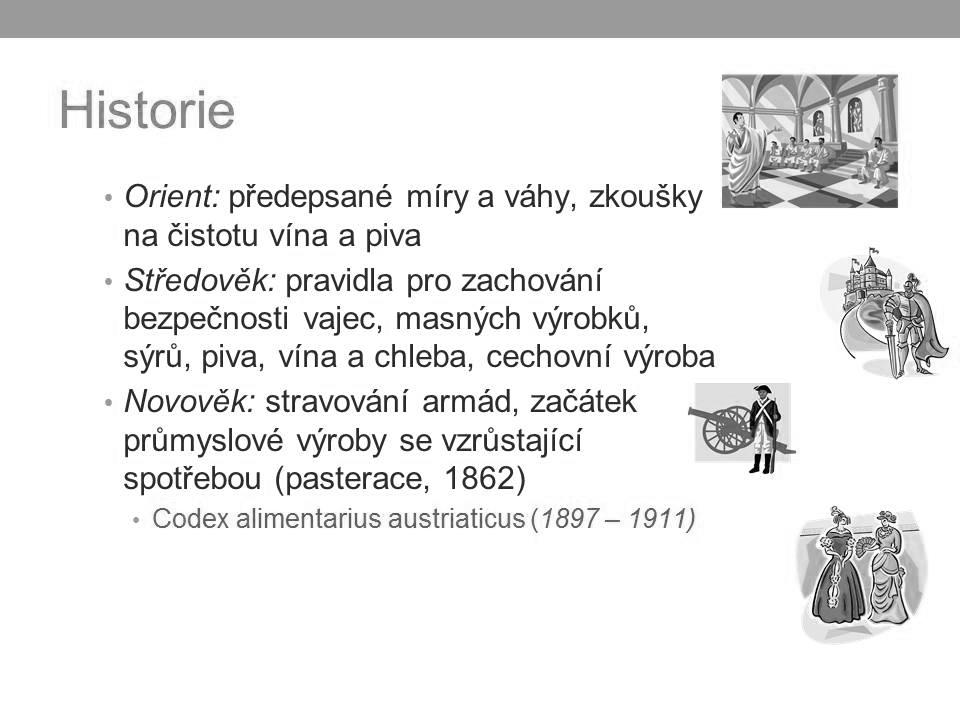 Historie
• Orient: předepsané míry a váhy, zkoušky
na čistotu vína a piva
• Středověk: pravidla pro zachování
bezpečnosti vajec, masných výrobků,
sýrů, piva, vína a chleba, cechovní výroba
• Novověk: stravování armád, začátek
průmyslové výroby se vzrůstající
spotřebou (pasterace, 1862)
• Codex alimentarius austriaticus (1897 – 1911)